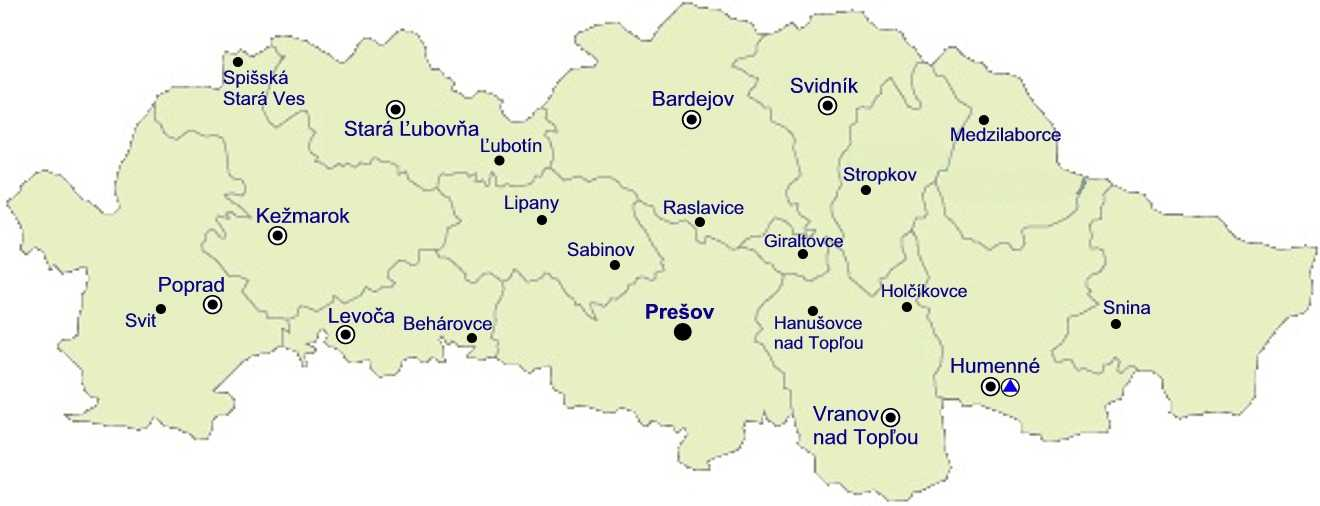 Spišská
Stará Ves
Stará Ľubovňa
Ľubotín
Bardejov
Svidník
Medzilaborce
Stropkov
Kežmarok
Lipany
Raslavice
Sabinov
Giraltovce
Poprad
Svit
Levoča
Behárovce
Prešov
Hanušovce
nad Topľou
Holčíkovce
Snina
Humenné
Vranov
nad Topľou